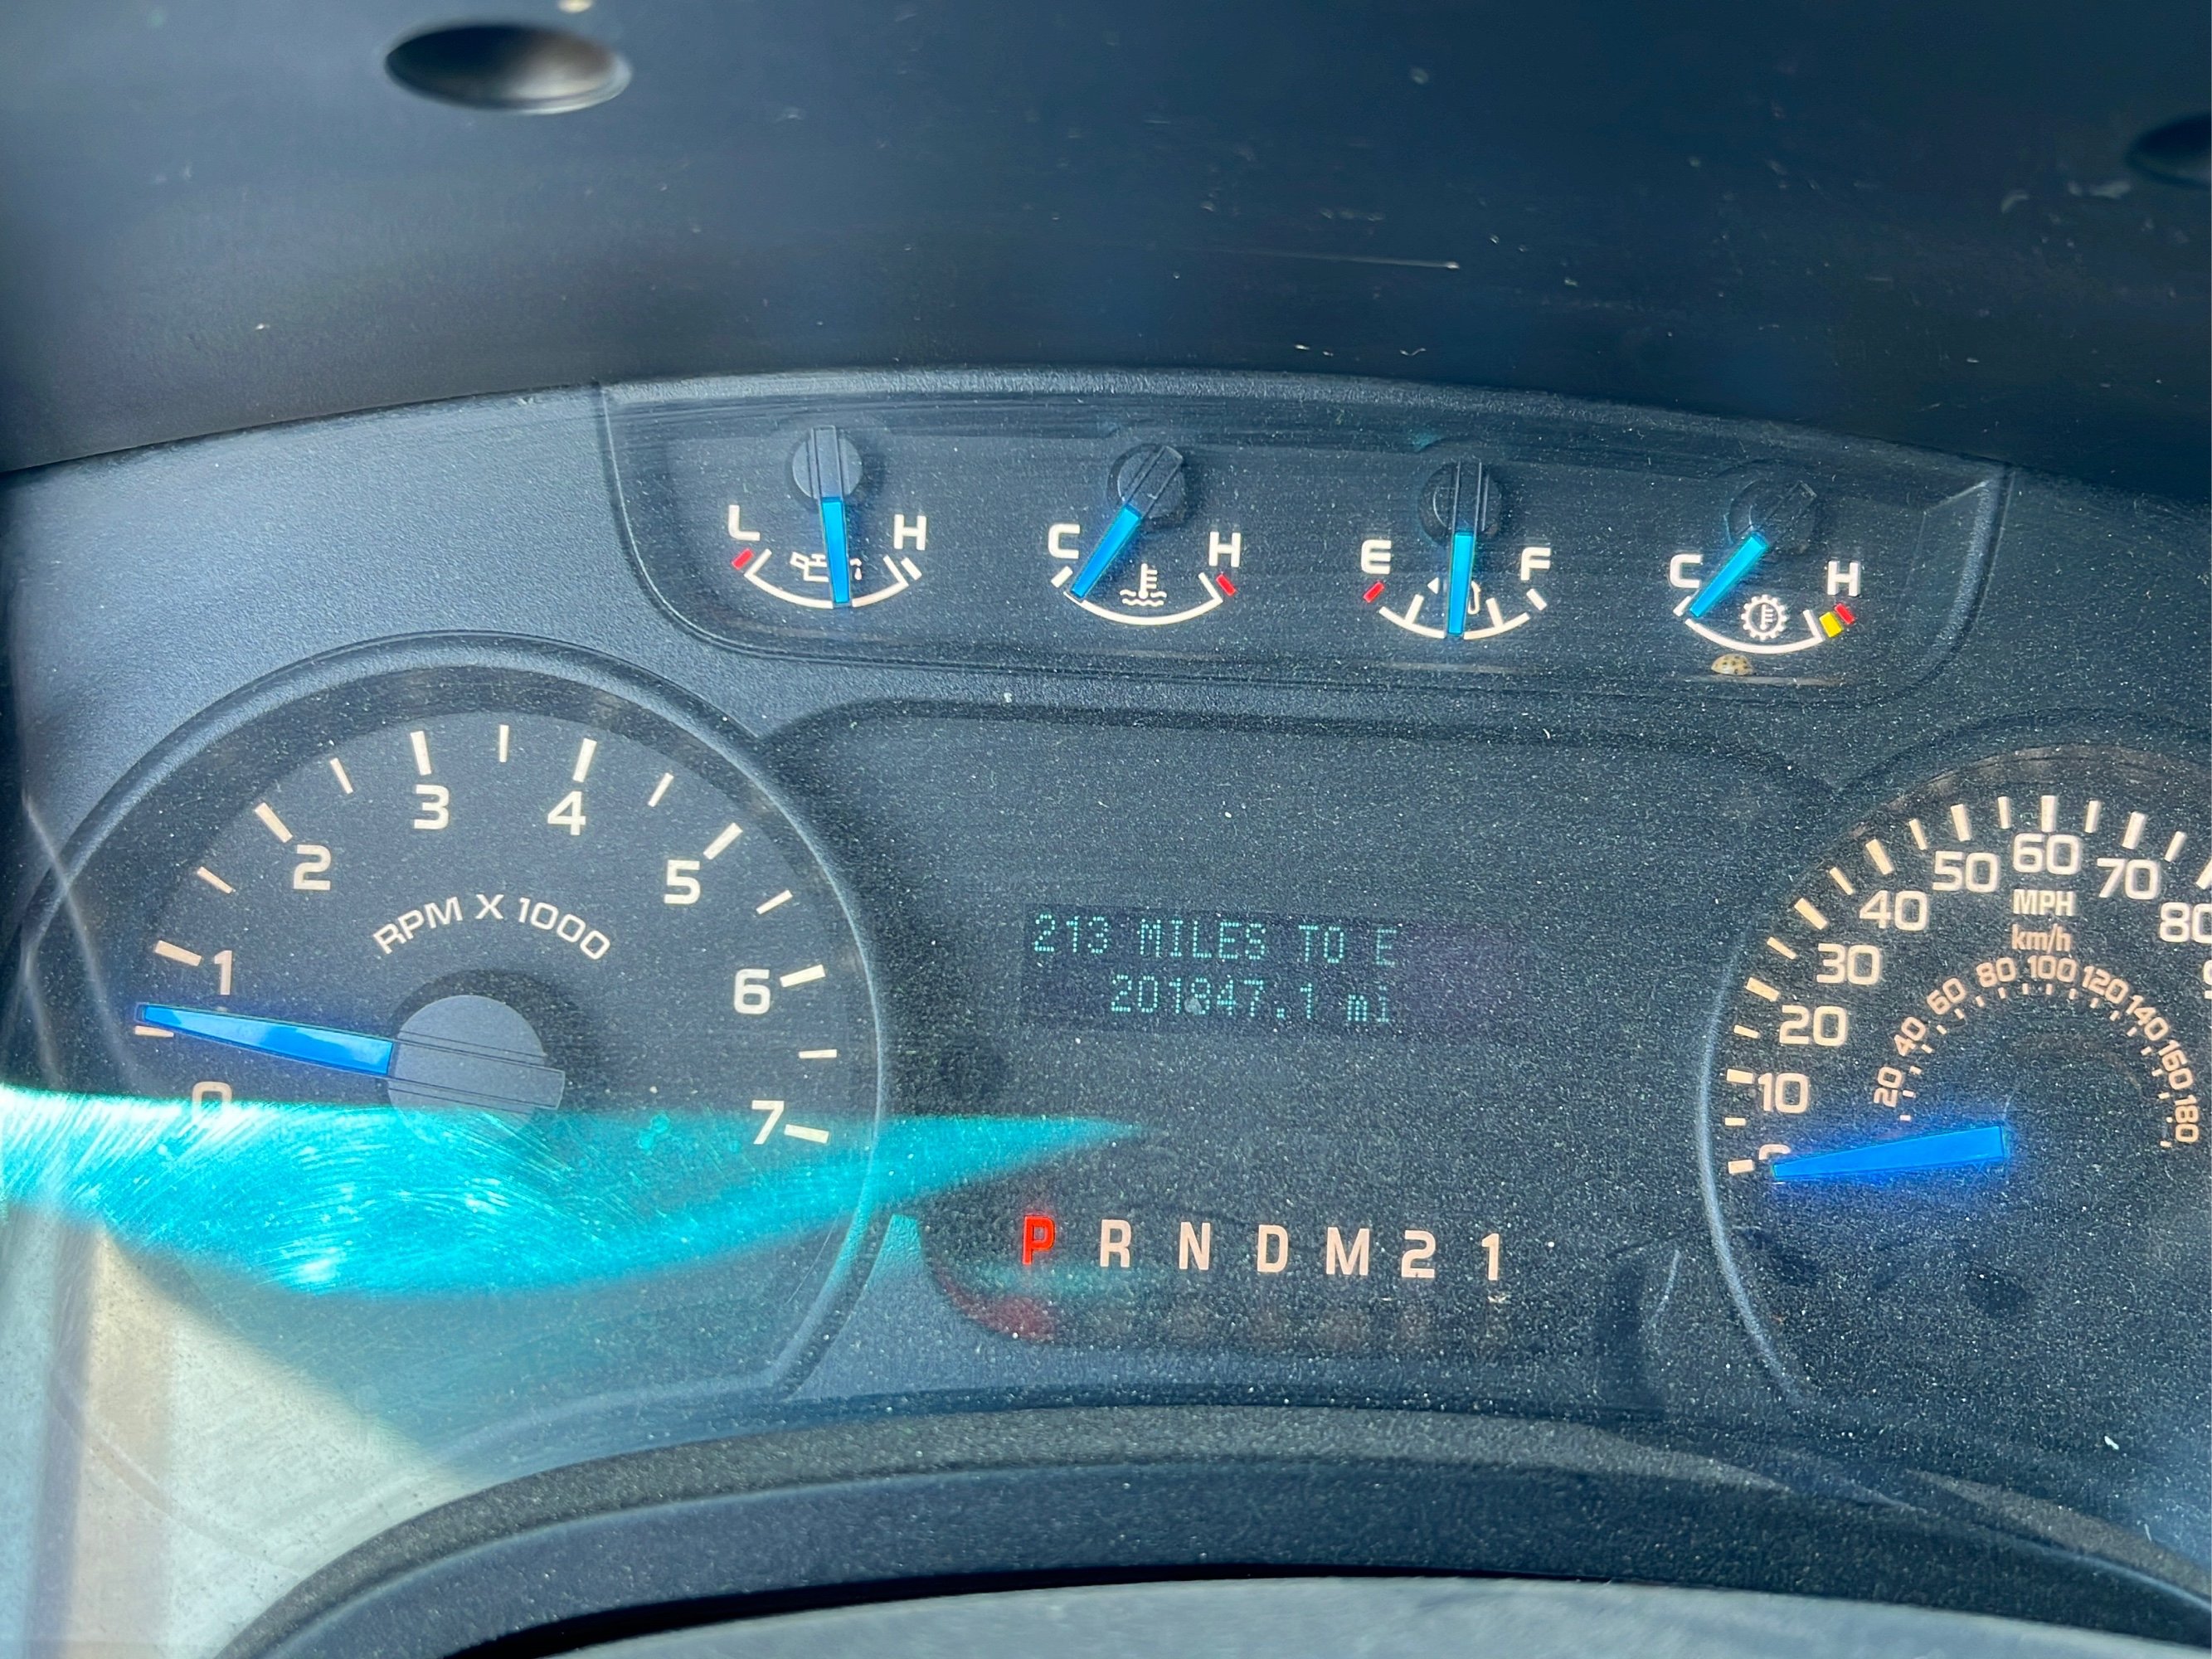 L H C H E F C H
0 1 2 3 4 5 6 7
RPM X 1000
213 MILES TO E
201847.1 mi
P R N D M 2 1
0 10 20 30 40 50 60 70 80
MPH
km/h
20 40 60 80 100 120 140 160 180